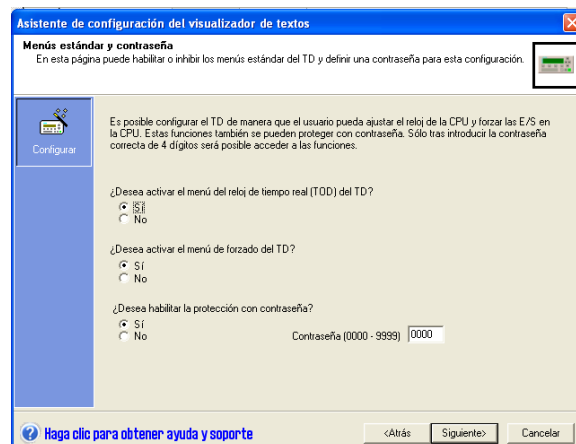 Asistente de configuración del visualizador de textos
Menús estándar y contraseña
En esta página puede habilitar o inhibir los menús estándar del TD y definir una contraseña para esta configuración.
Configurar
Es posible configurar el TD de manera que el usuario pueda ajustar el reloj de la CPU y forzar las E/S en
la CPU. Estas funciones también se pueden proteger con contraseña. Sólo tras introducir la contraseña
correcta de 4 dígitos será posible acceder a las funciones.
¿Desea activar el menú del reloj de tiempo real (TOD) del TD?
Sí
No
¿Desea activar el menú de forzado del TD?
Sí
No
¿Desea habilitar la protección con contraseña?
Sí
No
Contraseña (0000 - 9999) 0000
Haga clic para obtener ayuda y soporte
<Atrás
Siguiente>
Cancelar